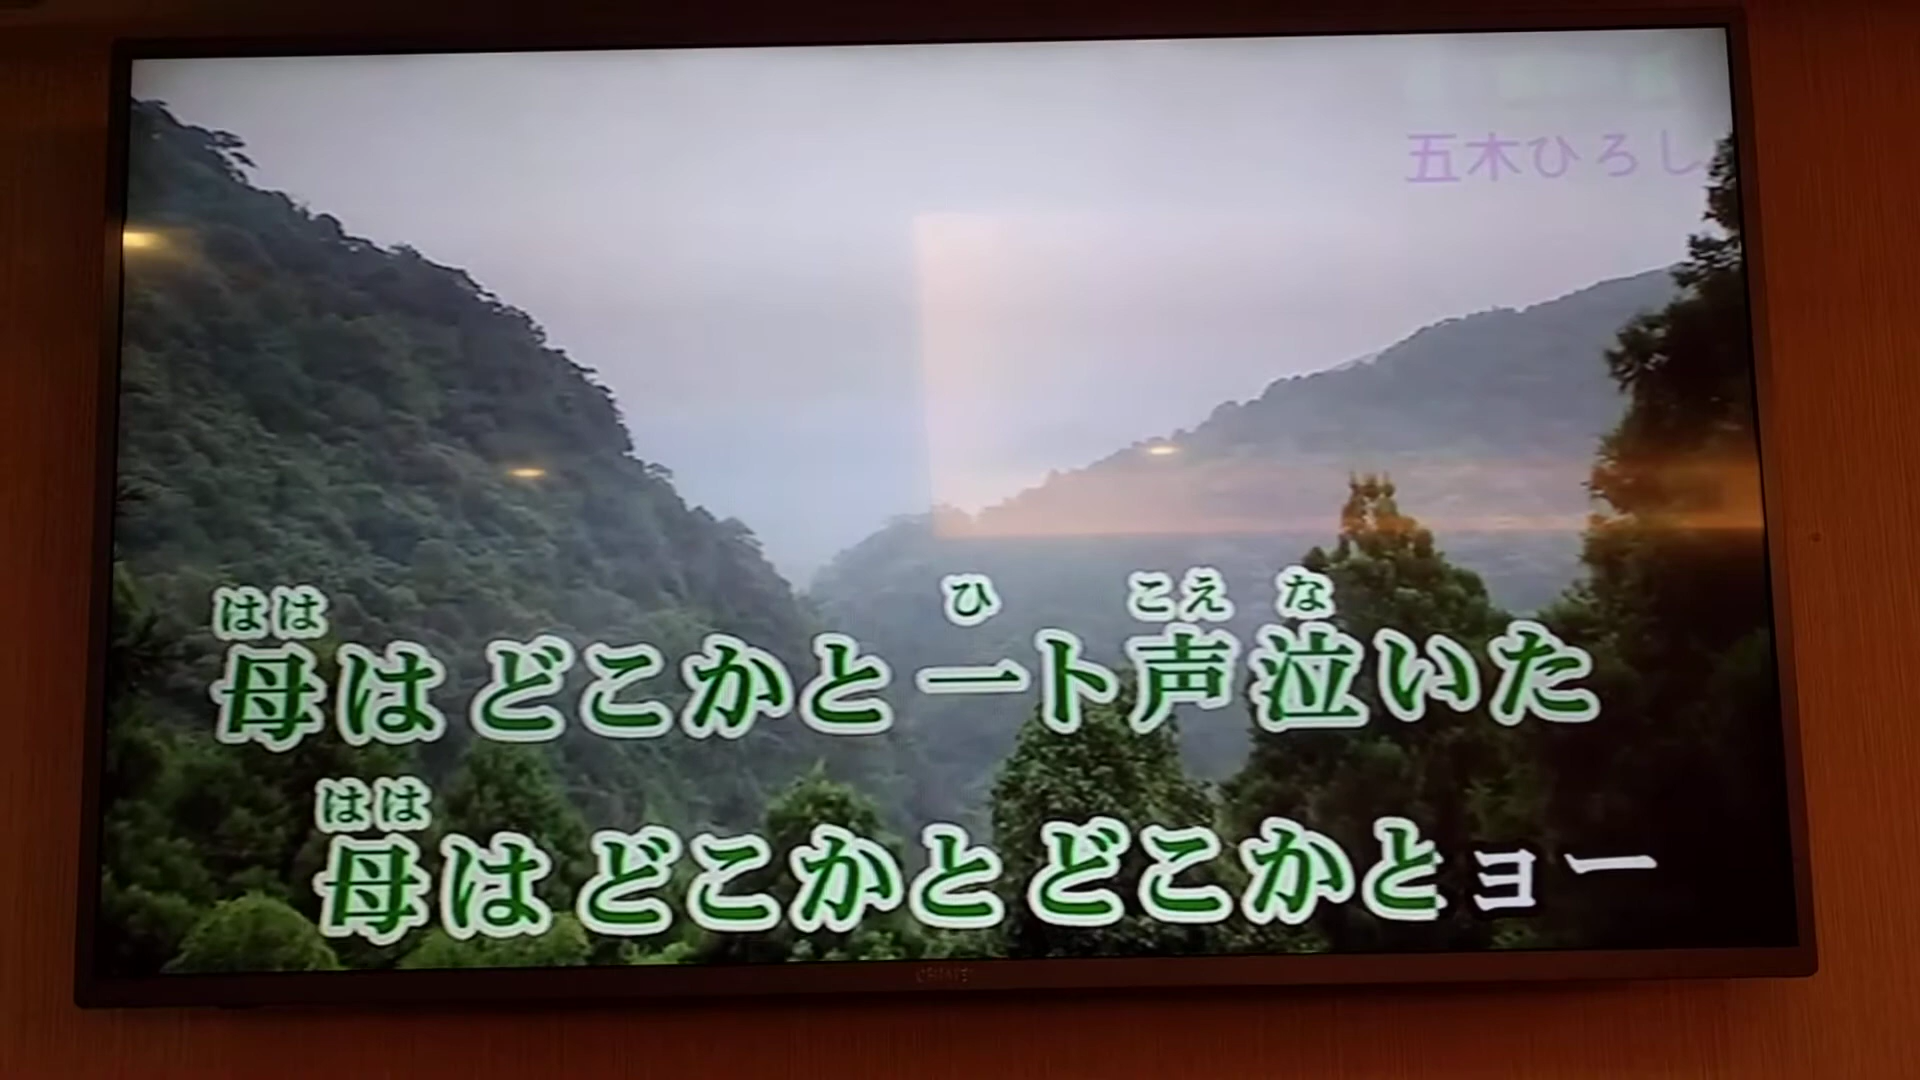 五木ひろし
はは ひ こえ な
母はどこかと一ト声泣いた
はは
母はどこかとどこかとョー